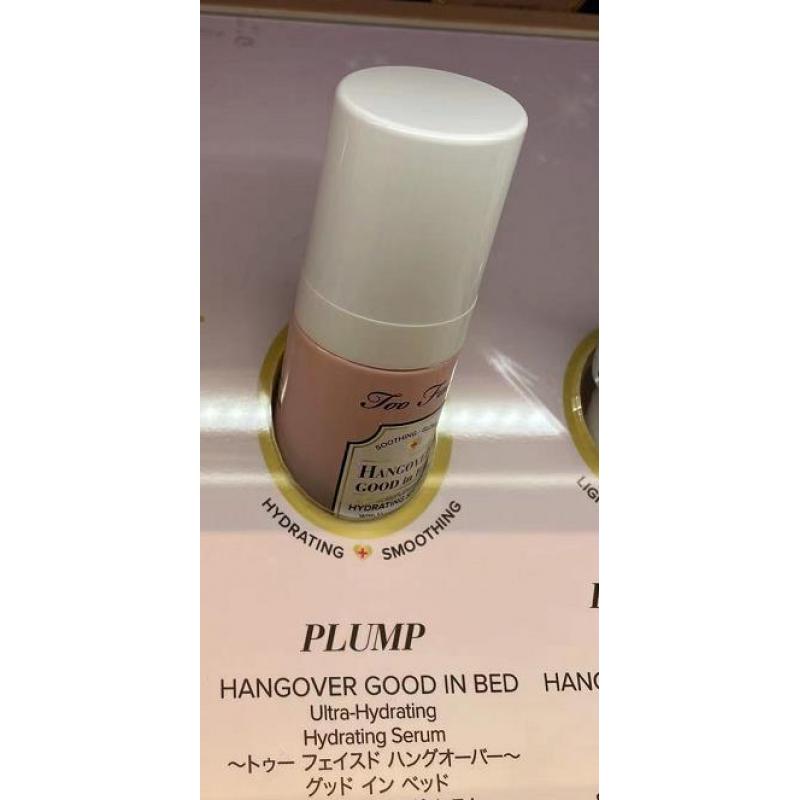 Too
SOOTHING
HANGOVER
GOOD in
HYDRATING
HYDRATING SMOOTHING
PLUMP
HANGOVER GOOD IN BED
Ultra-Hydrating
Hydrating Serum
～トゥー フェイスド ハングオーバー～
グッド イン ベッド
HANG